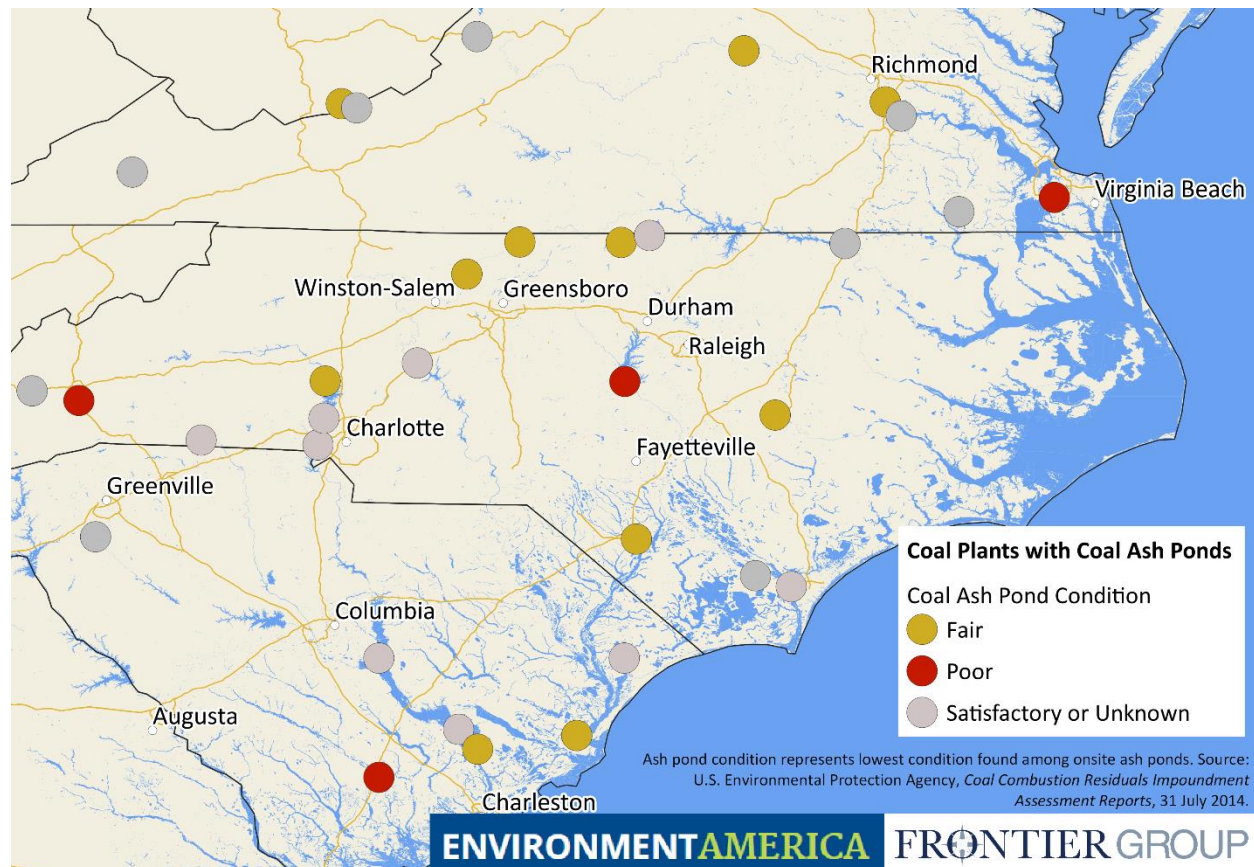 Richmond
Virginia Beach
Winston-Salem
Greensboro
Durham
Raleigh
Charlotte
Fayetteville
Greenville
Columbia
Augusta
Charleston
Coal Plants with Coal Ash Ponds
Coal Ash Pond Condition
Fair
Poor
Satisfactory or Unknown
Ash pond condition represents lowest condition found among onsite ash ponds. Source:
U.S. Environmental Protection Agency, Coal Combustion Residuals Impoundment
Assessment Reports, 31 July 2014.
ENVIRONMENTAMERICA FRONTIER GROUP